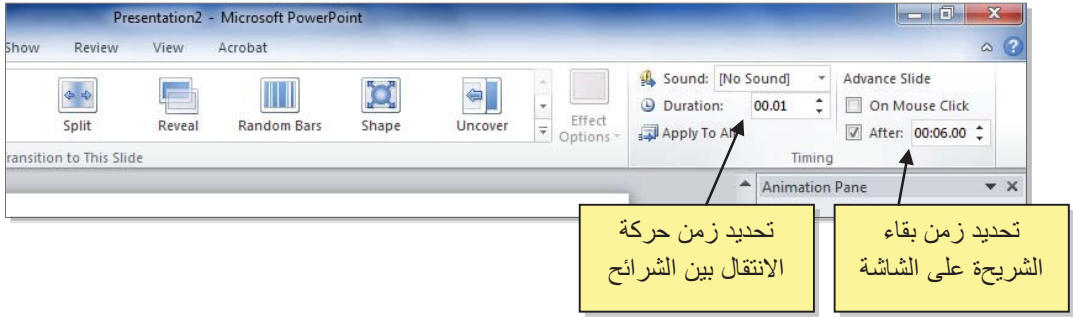 Presentation2 - Microsoft PowerPoint
Show Review View Acrobat
Sound: [No Sound] Advance Slide
Duration: 00.01 On Mouse Click
Split Reveal Random Bars Shape Uncover Effect Options Apply To All After: 00:06.00
Transition to This Slide Timing
Animation Pane
تحديد زمن حركة
الانتقال بين الشرائح
تحديد زمن بقاء
الشريحة على الشاشة